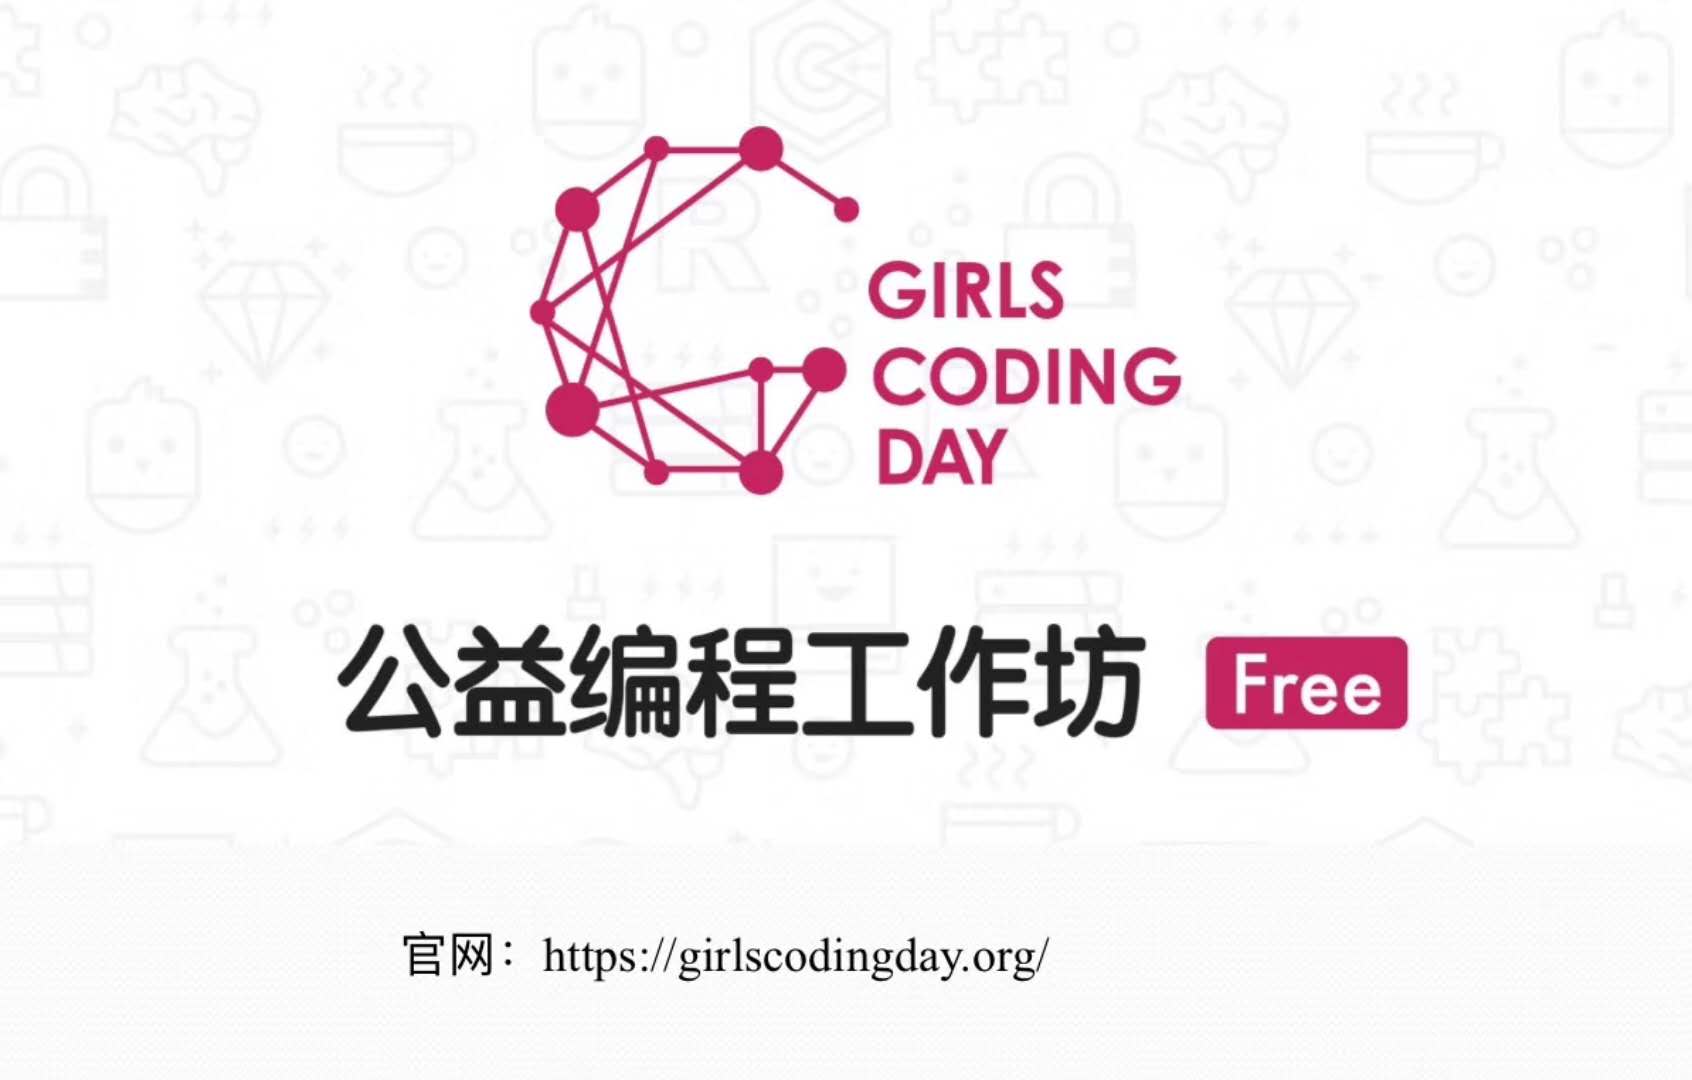 GIRLS
CODING
DAY
公益编程工作坊 Free
官网：https://girlscodingday.org/